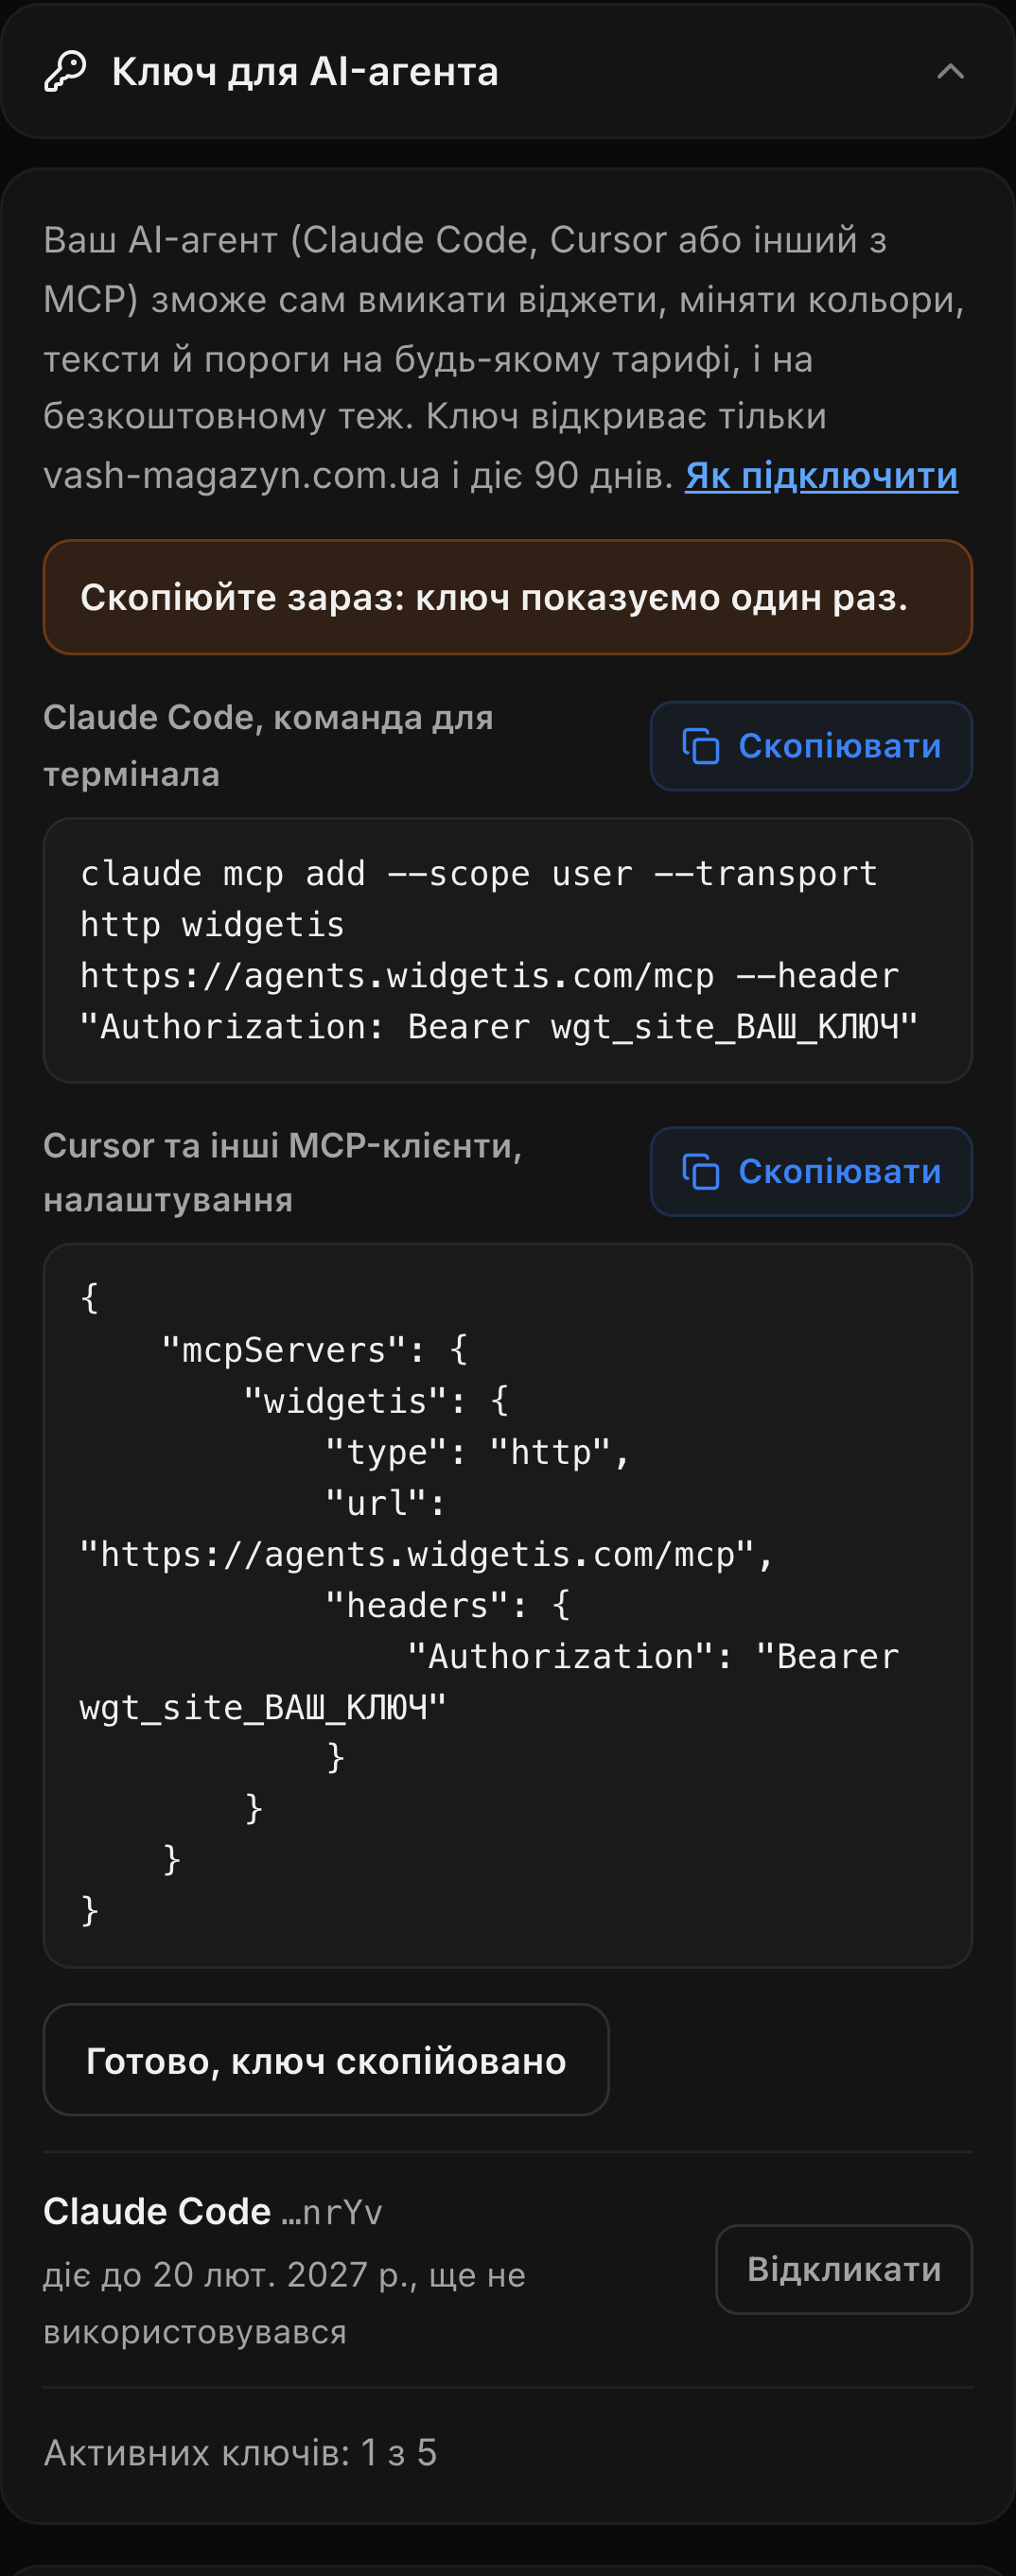 Ключ для AI-агента
Ваш AI-агент (Claude Code, Cursor або інший з
MCP) зможе сам вмикати віджети, міняти кольори,
тексти й пороги на будь-якому тарифі, і на
безкоштовному теж. Ключ відкриває тільки
vash-magazyn.com.ua і діє 90 днів. Як підключити
Скопіюйте зараз: ключ показуємо один раз.
Claude Code, команда для
термінала
Скопіювати
claude mcp add --scope user --transport
http widgetis
https://agents.widgetis.com/mcp --header
"Authorization: Bearer wgt_site_ВАШ_КЛЮЧ"
Cursor та інші MCP-клієнти,
налаштування
Скопіювати
{
    "mcpServers": {
        "widgetis": {
            "type": "http",
            "url":
"https://agents.widgetis.com/mcp",
            "headers": {
                "Authorization": "Bearer
wgt_site_ВАШ_КЛЮЧ"
            }
        }
    }
}
Готово, ключ скопійовано
Claude Code …nrYv
діє до 20 лют. 2027 р., ще не
використовувався
Відкликати
Активних ключів: 1 з 5